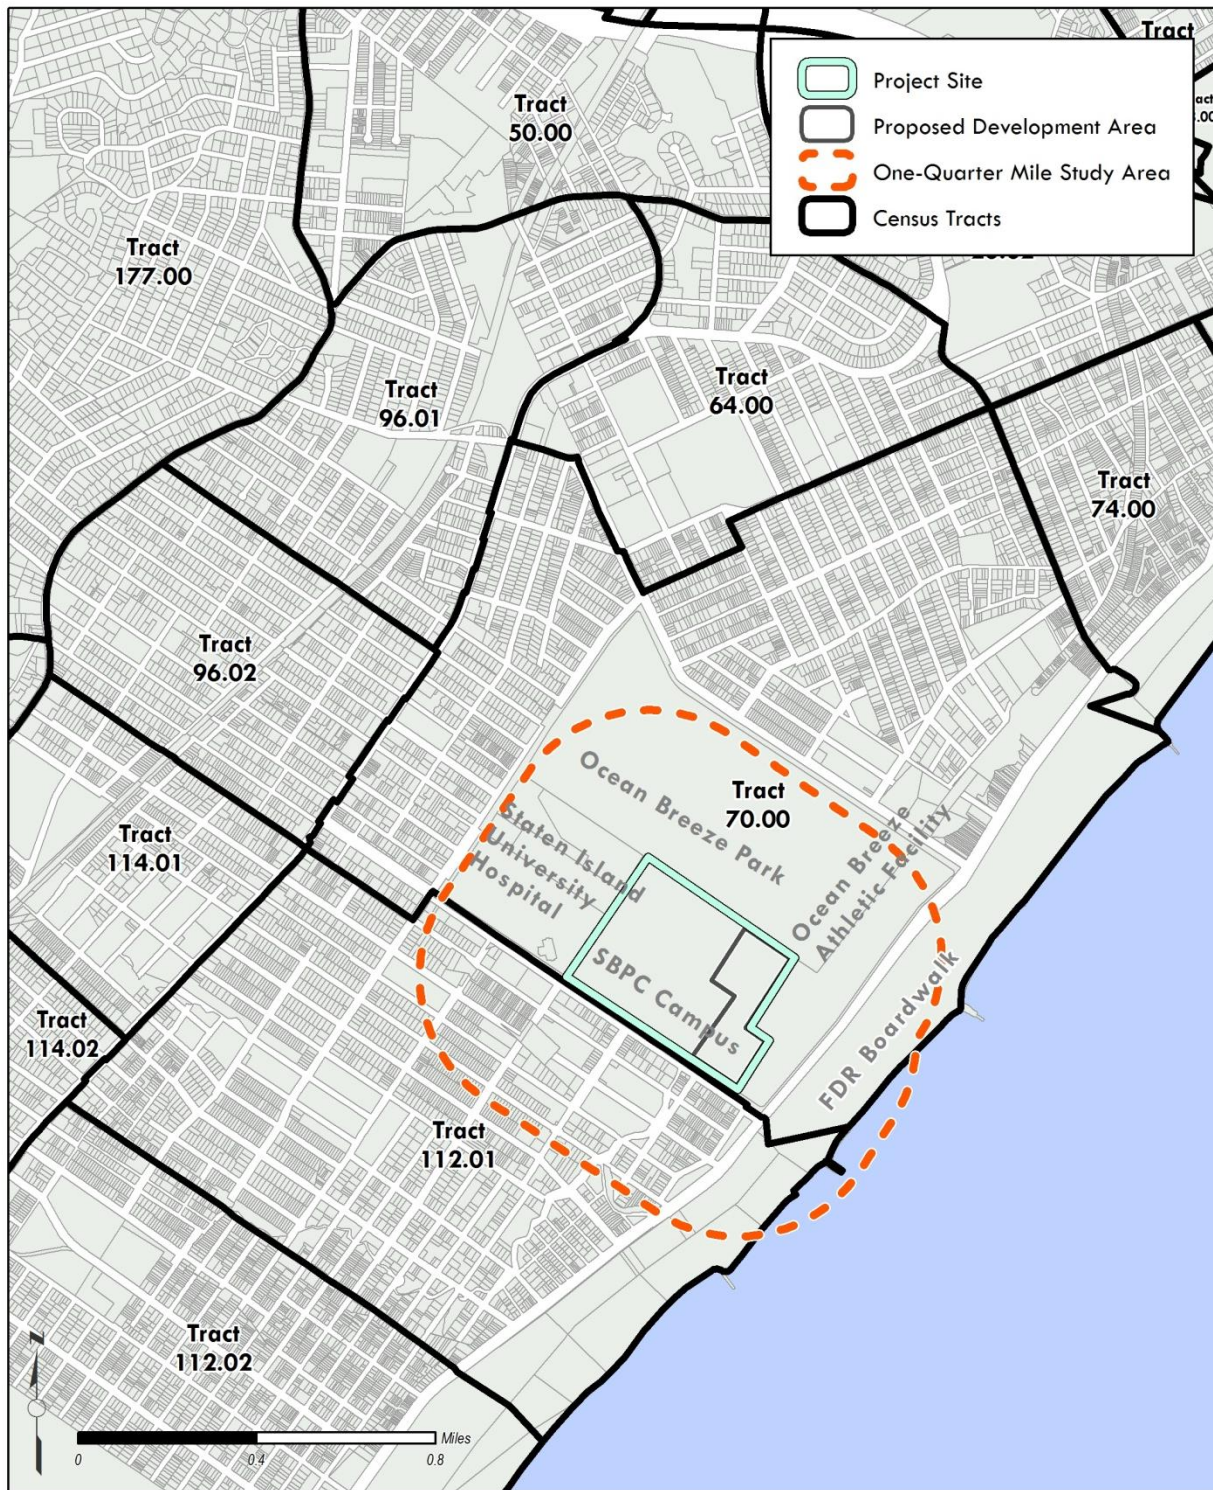 Tract
Project Site
Proposed Development Area
One-Quarter Mile Study Area
Census Tracts
Tract
50.00
Tract
177.00
Tract
96.01
Tract
64.00
Tract
74.00
Tract
96.02
Tract
70.00
Ocean Breeze Park
Ocean Breeze
Athletic Facility
Staten Island
University
Hospital
SBPC Campus
FDR Boardwalk
Tract
114.01
Tract
114.02
Tract
112.01
Tract
112.02
N
Miles
0
0.4
0.8